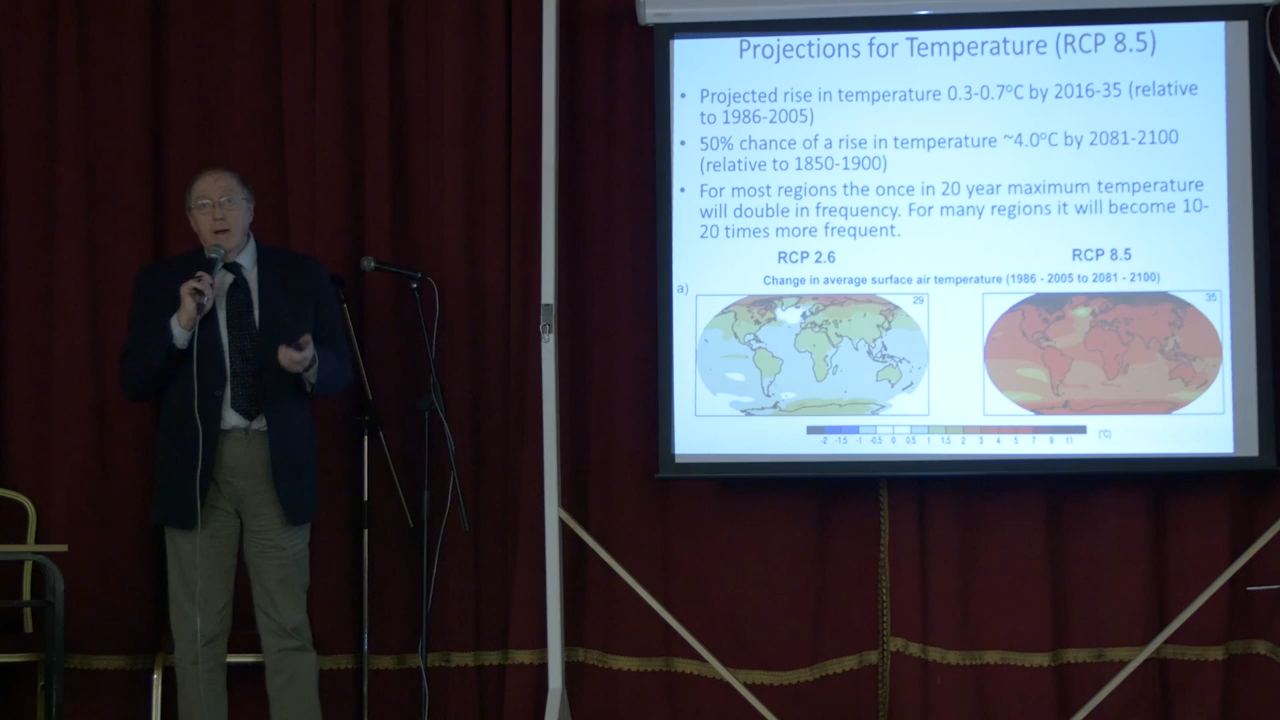 Projections for Temperature (RCP 8.5)
• Projected rise in temperature 0.3-0.7°C by 2016-35 (relative
to 1986-2005)
• 50% chance of a rise in temperature ~4.0°C by 2081-2100
(relative to 1850-1900)
• For most regions the once in 20 year maximum temperature
will double in frequency. For many regions it will become 10-
20 times more frequent.
RCP 2.6 RCP 8.5
Change in average surface air temperature (1986 - 2005 to 2081 - 2100)
a)
29 35
-2 -1.5 -1 -0.5 0 0.5 1 1.5 2 3 4 5 7 9 11 (°C)